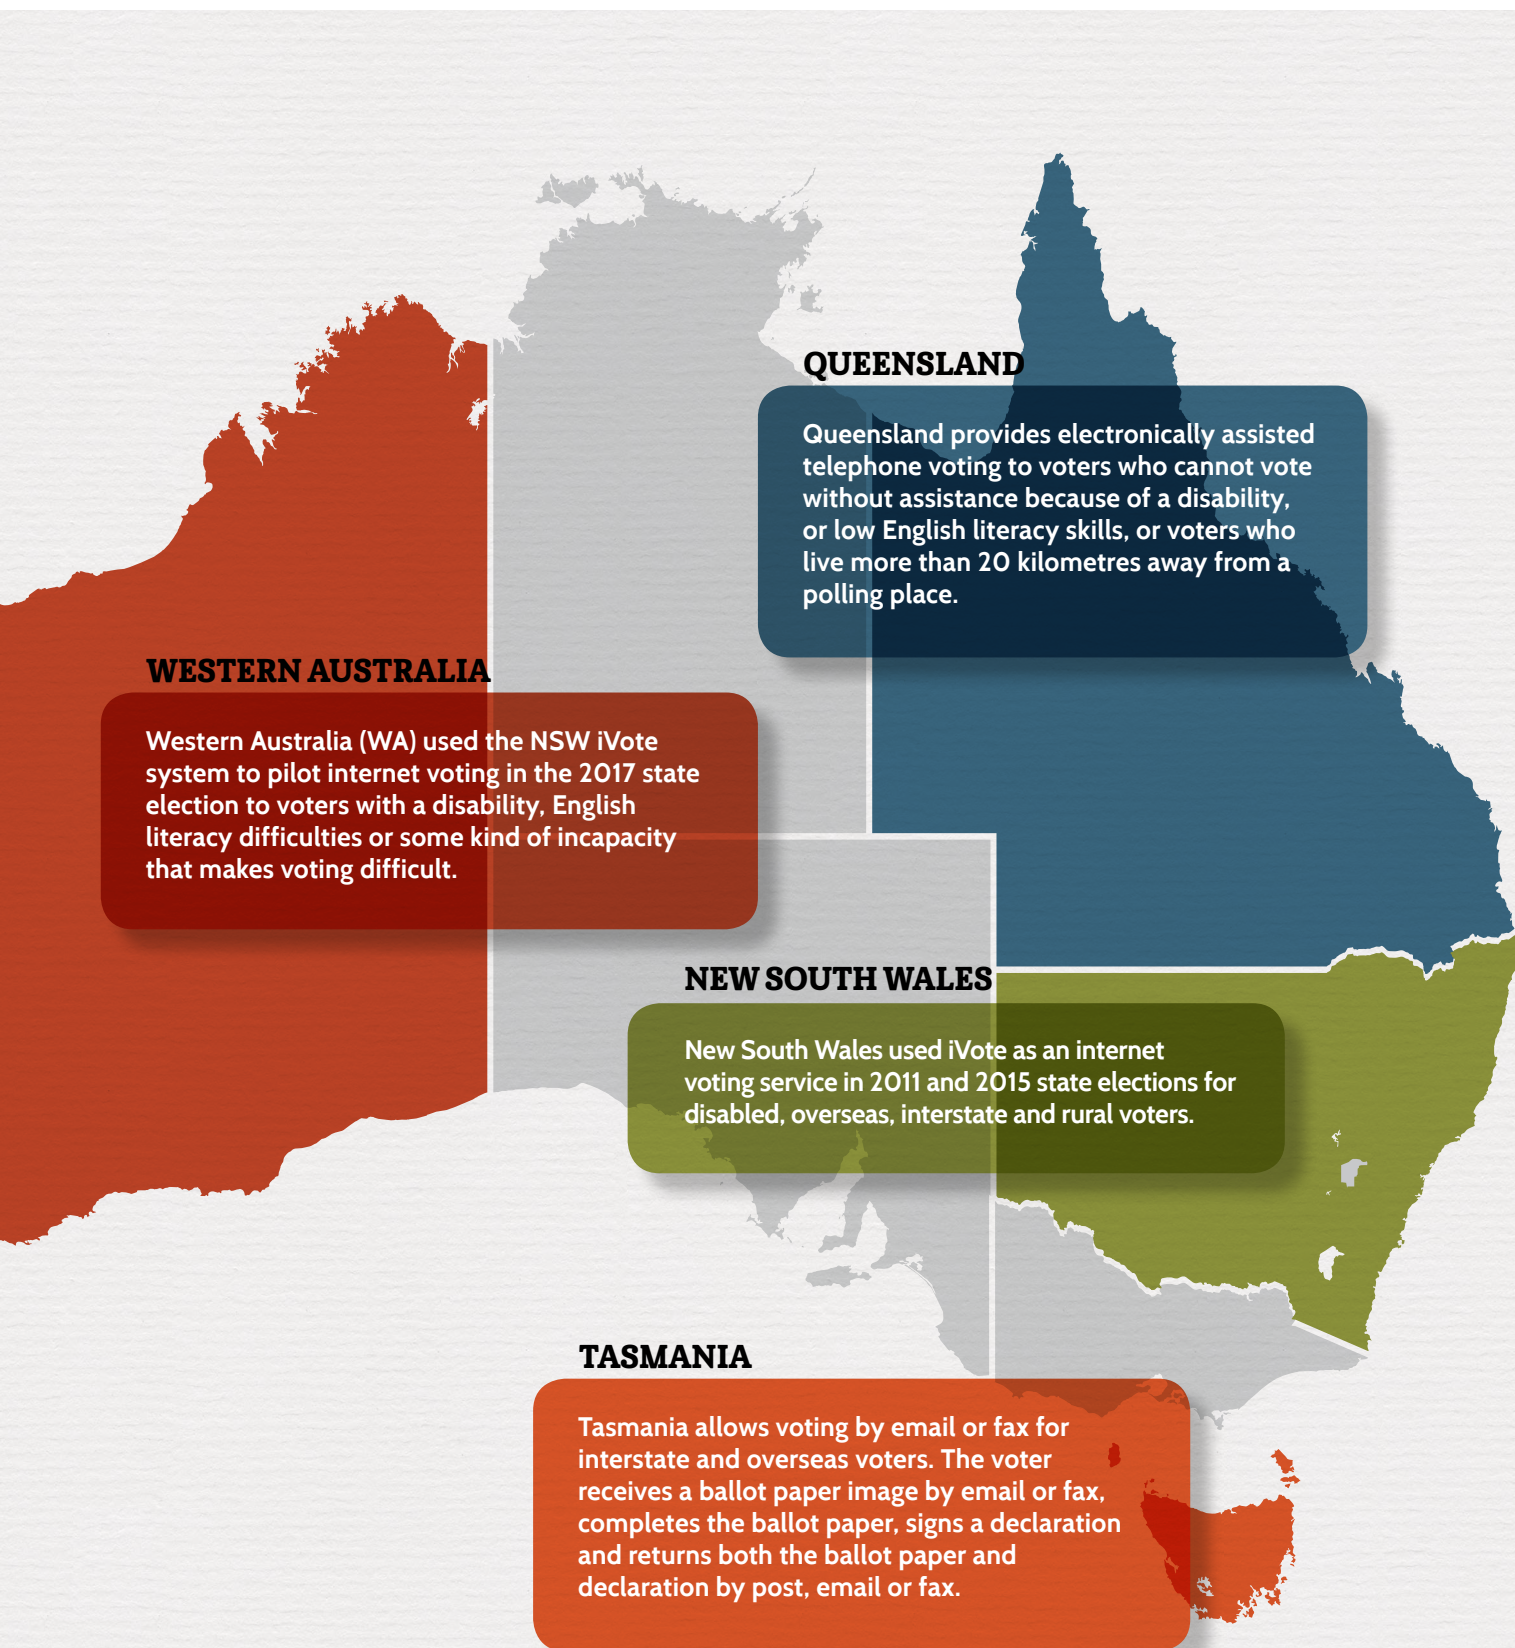 QUEENSLAND
Queensland provides electronically assisted
telephone voting to voters who cannot vote
without assistance because of a disability,
or low English literacy skills, or voters who
live more than 20 kilometres away from a
polling place.
WESTERN AUSTRALIA
Western Australia (WA) used the NSW iVote
system to pilot internet voting in the 2017 state
election to voters with a disability, English
literacy difficulties or some kind of incapacity
that makes voting difficult.
NEW SOUTH WALES
New South Wales used iVote as an internet
voting service in 2011 and 2015 state elections for
disabled, overseas, interstate and rural voters.
TASMANIA
Tasmania allows voting by email or fax for
interstate and overseas voters. The voter
receives a ballot paper image by email or fax,
completes the ballot paper, signs a declaration
and returns both the ballot paper and
declaration by post, email or fax.